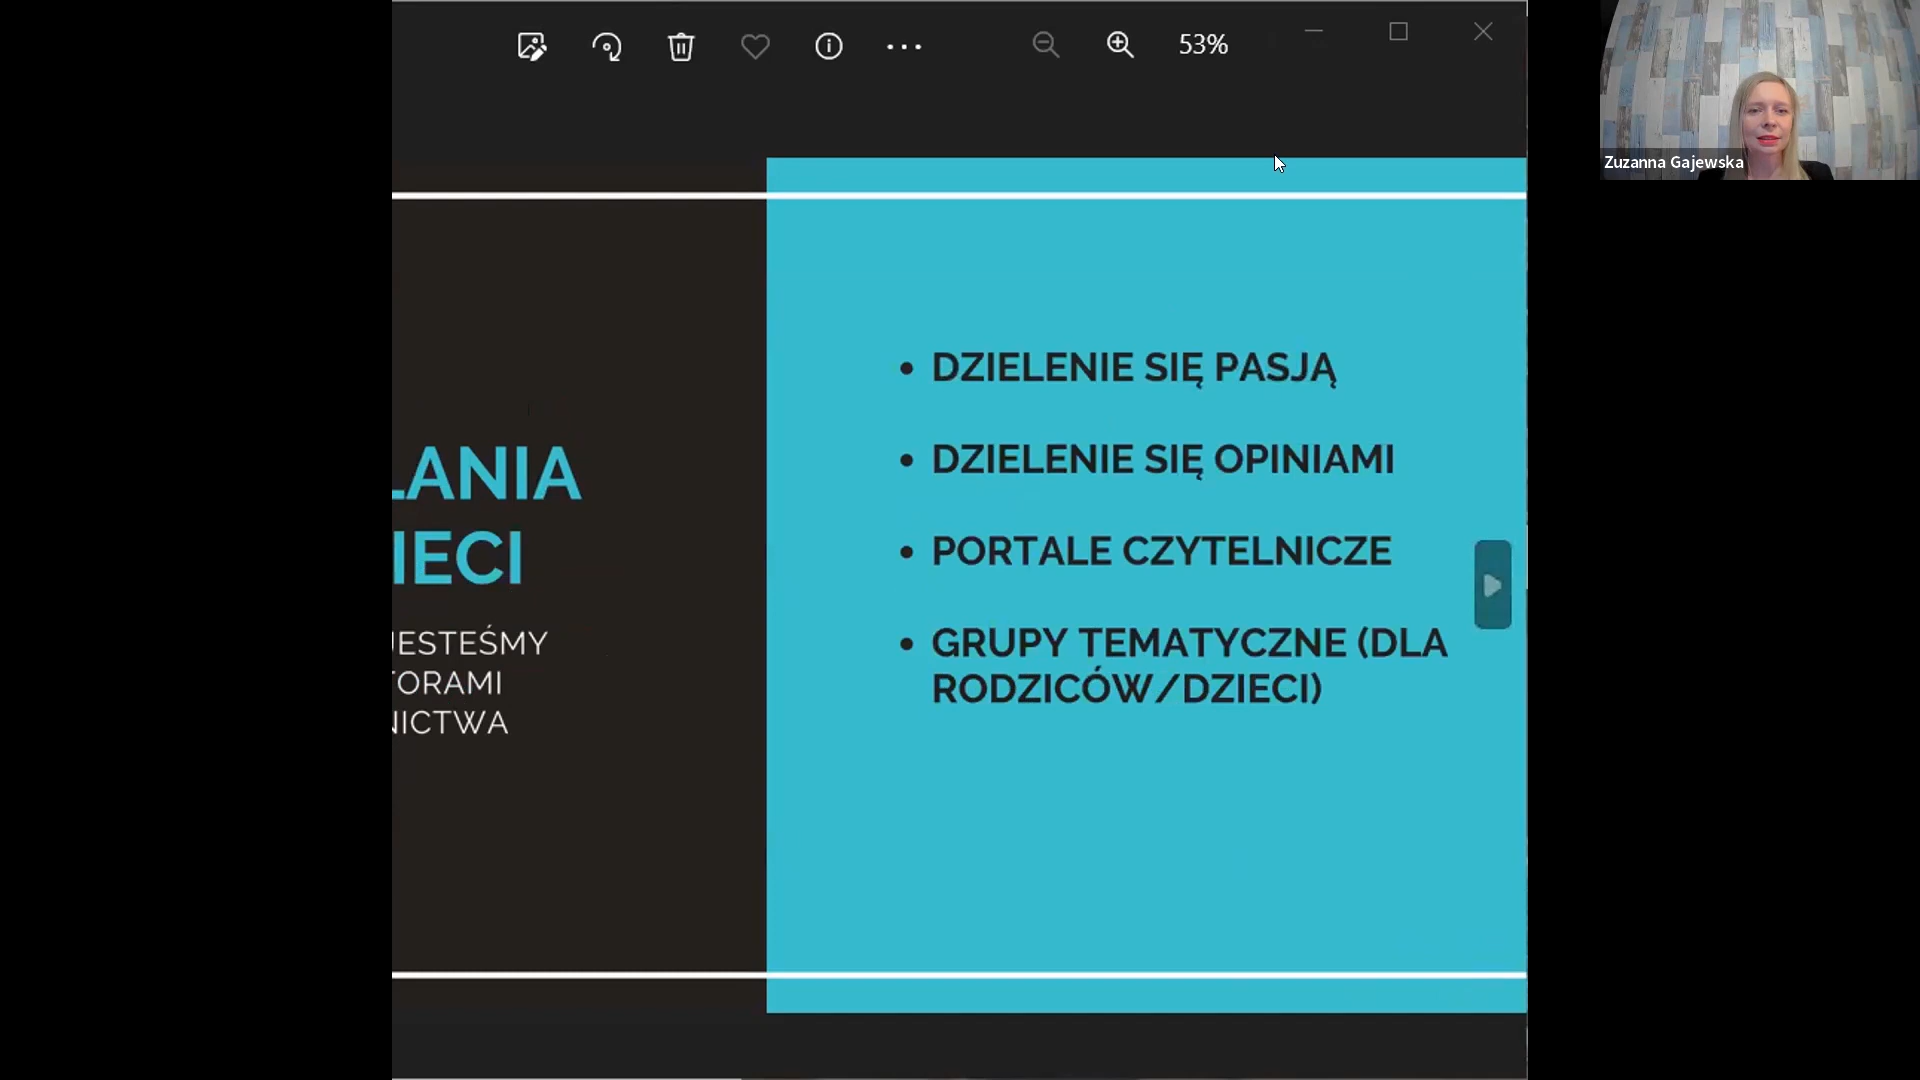 53%
Zuzanna Gajewska
LANIA
IECI
JESTEŚMY
TORAMI
NICTWA
• DZIELENIE SIĘ PASJĄ
• DZIELENIE SIĘ OPINIAMI
• PORTALE CZYTELNICZE
• GRUPY TEMATYCZNE (DLA
RODZICÓW/DZIECI)